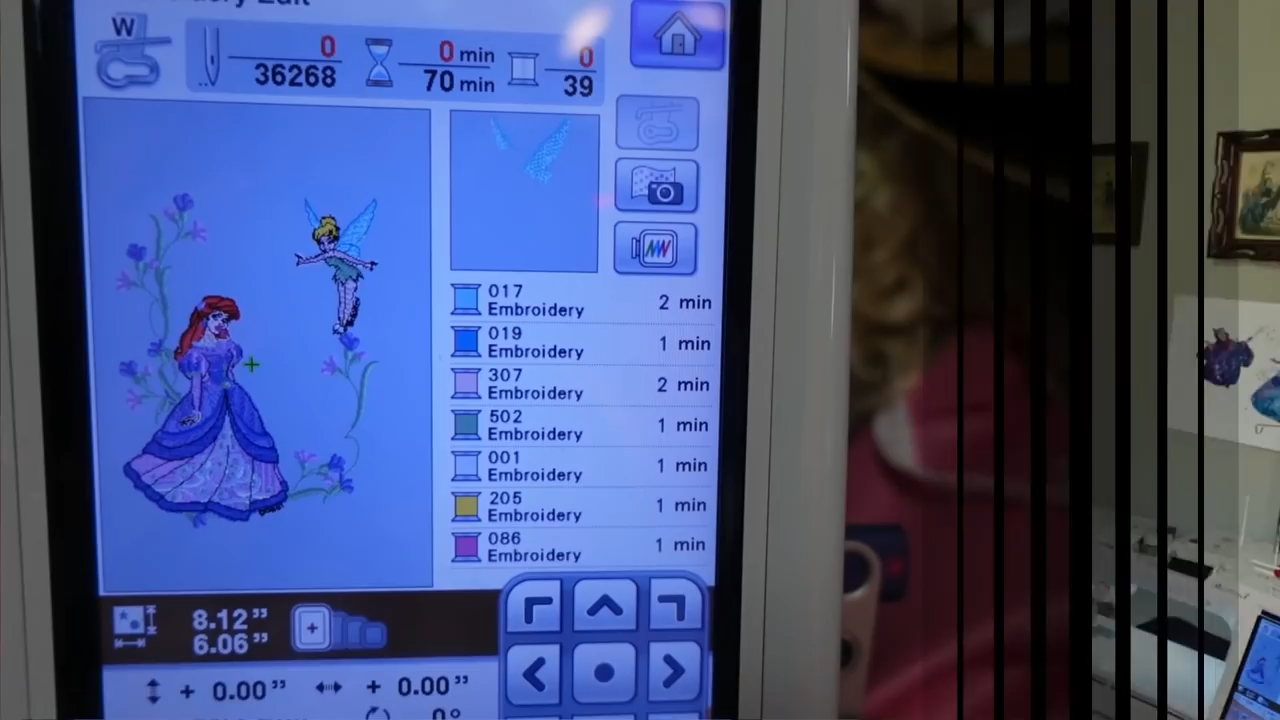 Edit
W
0
36268
0 min
70 min
0
39
017
Embroidery
2 min
019
Embroidery
1 min
307
Embroidery
2 min
502
Embroidery
1 min
001
Embroidery
1 min
205
Embroidery
1 min
086
Embroidery
1 min
8.12"
6.06"
+ 0.00"
+ 0.00"
0°